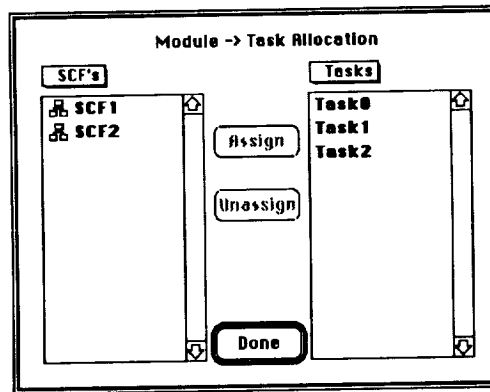 Module -> Task Allocation
SCF's
Tasks
SCF1
SCF2
Task0
Task1
Task2
Assign
Unassign
Done